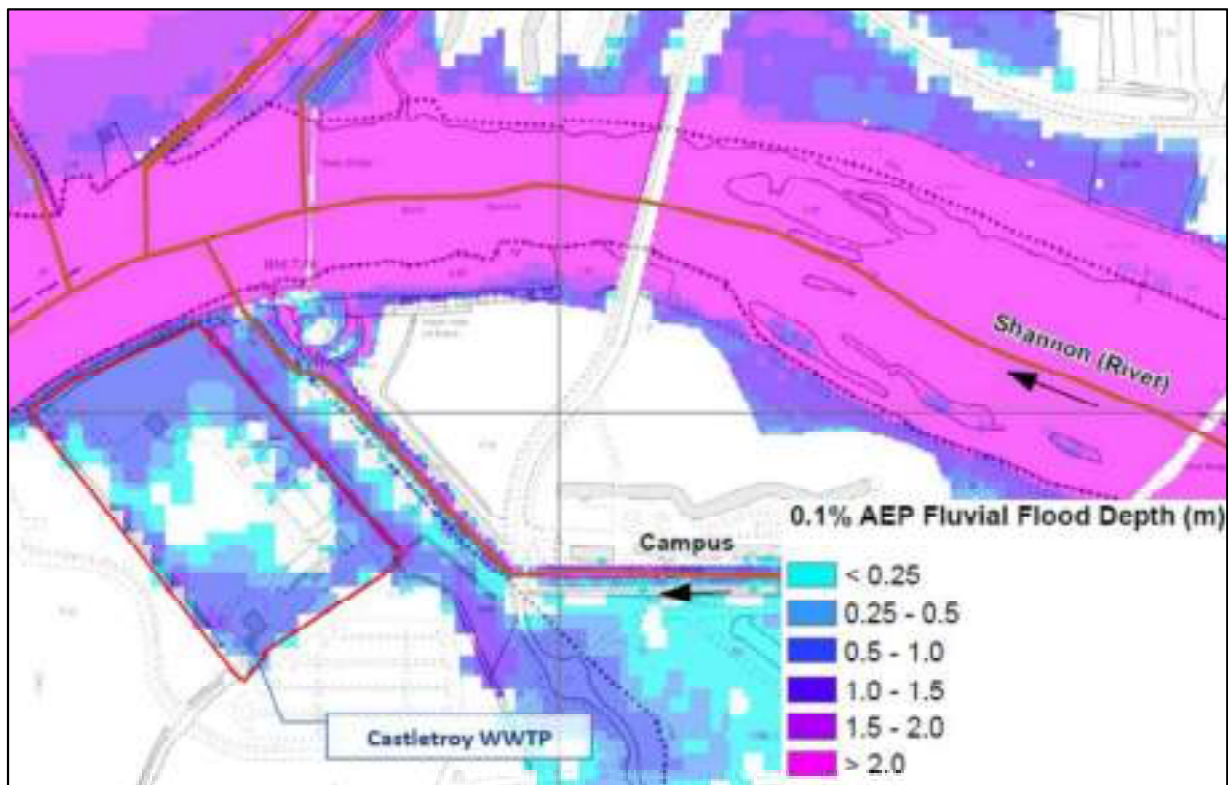 Shannon (River)
0.1% AEP Fluvial Flood Depth (m)
Campus
< 0.25
0.25 - 0.5
0.5 - 1.0
1.0 - 1.5
1.5 - 2.0
> 2.0
Castletroy WWTP